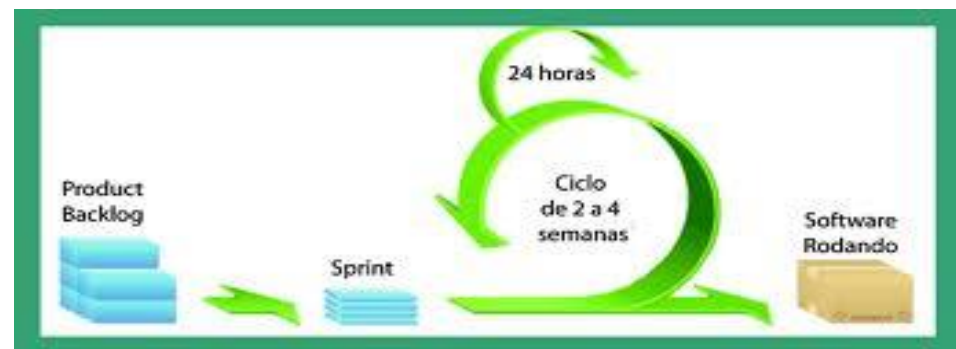 24 horas
Product
Backlog
Ciclo
de 2 a 4
semanas
Sprint
Software
Rodando